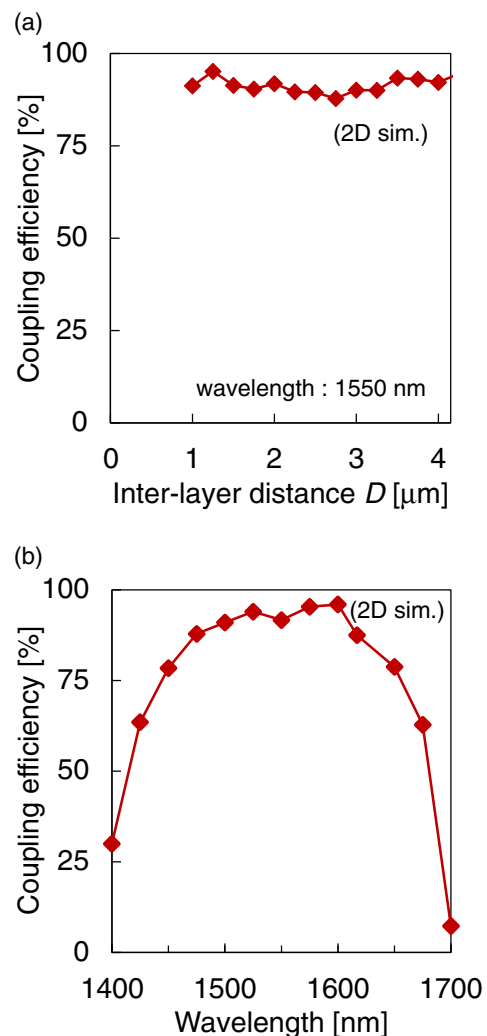 (a)
100
75
50
25
0
Coupling efficiency [%]
(2D sim.)
wavelength : 1550 nm
0 1 2 3 4
Inter-layer distance D [μm]
(b)
100
75
50
25
0
Coupling efficiency [%]
(2D sim.)
1400 1500 1600 1700
Wavelength [nm]